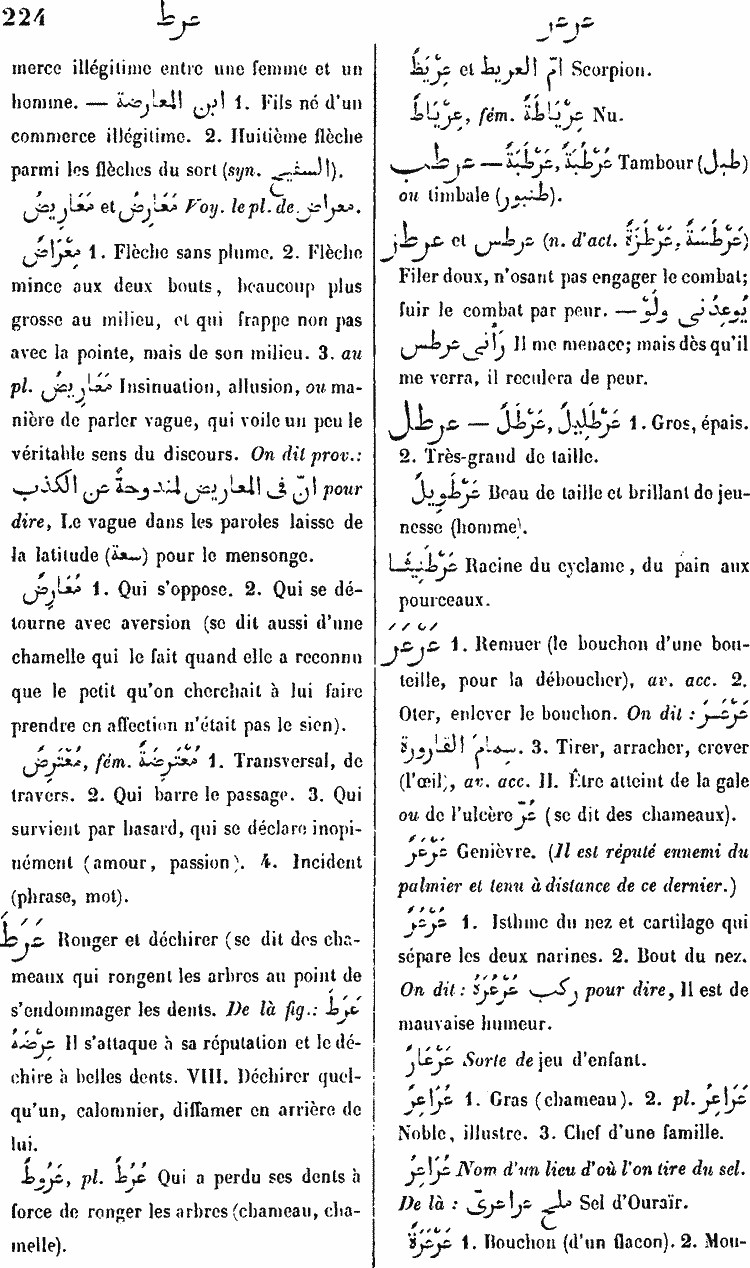 224 عرط عرعر
merce illégitime entre une femme et un
homme. — ابن المعارضة 1. Fils né d'un
commerce illégitime. 2. Huitième flèche
parmi les flèches du sort (syn. السفيح).
مَعَارِضُ et مَعَارِيضُ Voy. le pl. de معراض.
مِعْرَاضٌ 1. Flèche sans plume. 2. Flèche
mince aux deux bouts, beaucoup plus
grosse au milieu, et qui frappe non pas
avec la pointe, mais de son milieu. 3. au
pl. مَعَارِيضُ Insinuation, allusion, ou ma-
nière de parler vague, qui voile un peu le
véritable sens du discours. On dit prov.:
انّ فى المعاريض لمندوحةً عن الكذب pour
dire, Le vague dans les paroles laisse de
la latitude (سعة) pour le mensonge.
مُعَارِضٌ 1. Qui s'oppose. 2. Qui se dé-
tourne avec aversion (se dit aussi d'une
chamelle qui le fait quand elle a reconnu
que le petit qu'on cherchait à lui faire
prendre en affection n'était pas le sien).
مُعْتَرِضٌ, fém. مُعْتَرِضَةٌ 1. Transversal, de
travers. 2. Qui barre le passage. 3. Qui
survient par hasard, qui se déclare inopi-
nément (amour, passion). 4. Incident
(phrase, mot).
عَرَطَ Ronger et déchirer (se dit des cha-
meaux qui rongent les arbres au point de
s'endommager les dents. De là fig.: عَرَطَ
عِرْضَهُ Il s'attaque à sa réputation et le dé-
chire à belles dents. VIII. Déchirer quel-
qu'un, calomnier, diffamer en arrière de
lui.
عَرُوطٌ, pl. عُرُطٌ Qui a perdu ses dents à
force de ronger les arbres (chameau, cha-
melle).
عِرْيَطٌ et امّ العريط Scorpion.
عِرْيَاطٌ, fém. عِرْيَاطَةٌ Nu.
عرطب — عَرْطَبَةٌ, عُرْطُبَةٌ Tambour (طبل)
ou timbale (طنبور).
عرطز et عرطس (n. d'act. عَرْطَزَةٌ, عَرْطَسَةٌ)
Filer doux, n'osant pas engager le combat;
fuir le combat par peur. — يُوعِدُنى ولَوْ
رَأَنى عرطس Il me menace; mais dès qu'il
me verra, il reculera de peur.
عرطل — عَرْطَلٌ, عَرْطَلِيلٌ 1. Gros, épais.
2. Très-grand de taille.
عَرْطَوِيلٌ Beau de taille et brillant de jeu-
nesse (homme).
عَرْطَنِيثَا Racine du cyclame, du pain aux
pourceaux.
عَرْعَرَ 1. Remuer (le bouchon d'une bou-
teille, pour la déboucher), av. acc. 2.
Oter, enlever le bouchon. On dit : عَرْعَرَ
صِمَامَ القارورة. 3. Tirer, arracher, crever
(l'œil), av. acc. II. Être atteint de la gale
ou de l'ulcère عَرّ (se dit des chameaux).
عَرْعَرٌ Genièvre. (Il est réputé ennemi du
palmier et tenu à distance de ce dernier.)
عَرْعَرَةٌ 1. Isthme du nez et cartilage qui
sépare les deux narines. 2. Bout du nez.
On dit : ركب عُرْعُرَهُ pour dire, Il est de
mauvaise humeur.
عَرْعَارِ Sorte de jeu d'enfant.
عُرَاعِرٌ 1. Gras (chameau). 2. pl. عَرَاعِرُ
Noble, illustre. 3. Chef d'une famille.
عُرَاعِرُ Nom d'un lieu d'où l'on tire du sel.
De là : ملح عراعرىّ Sel d'Ouraïr.
عُرْعُرَةٌ 1. Bouchon (d'un flacon). 2. Mou-